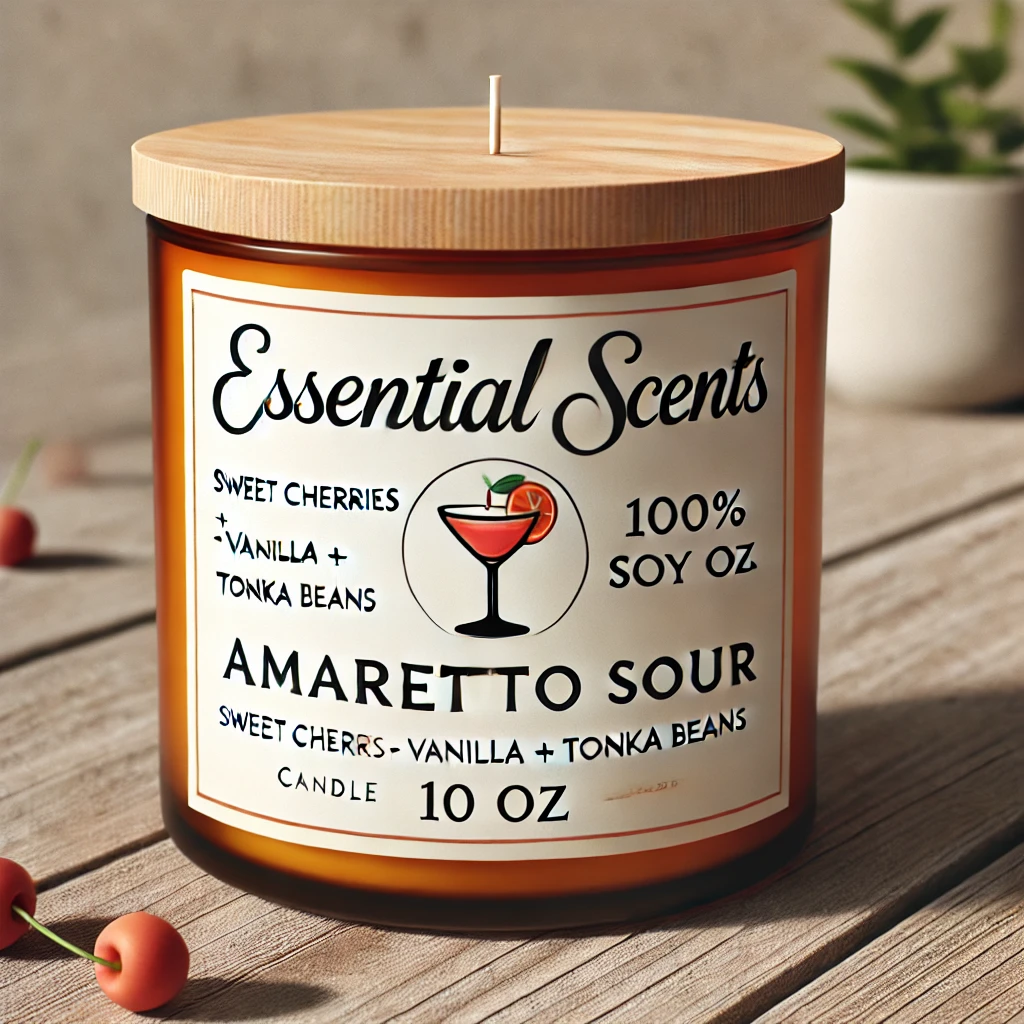 Essential Scents
SWEET CHERRIES
+
-VANILLA +
TONKA BEANS
100%
SOY OZ
AMARETTO SOUR
SWEET CHERRS- VANILLA + TONKA BEANS
CANDLE 10 OZ